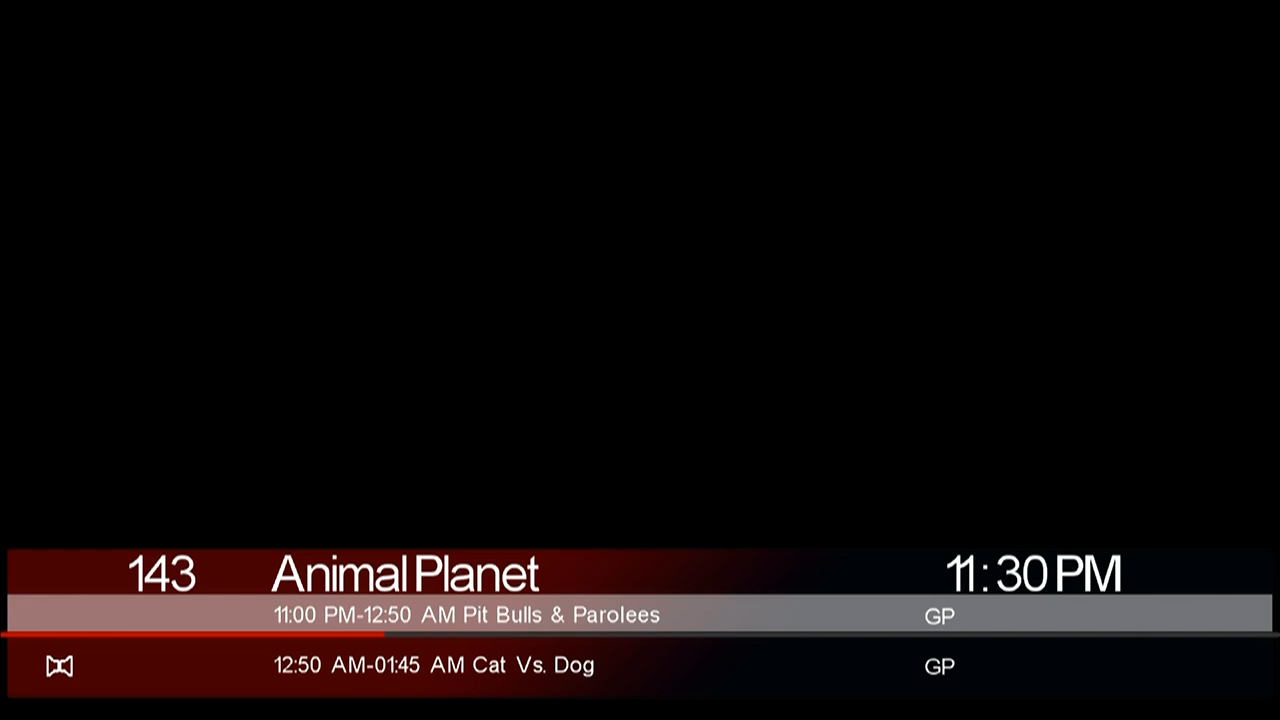 143 Animal Planet 11:30 PM
11:00 PM-12:50 AM Pit Bulls & Parolees GP
12:50 AM-01:45 AM Cat Vs. Dog GP